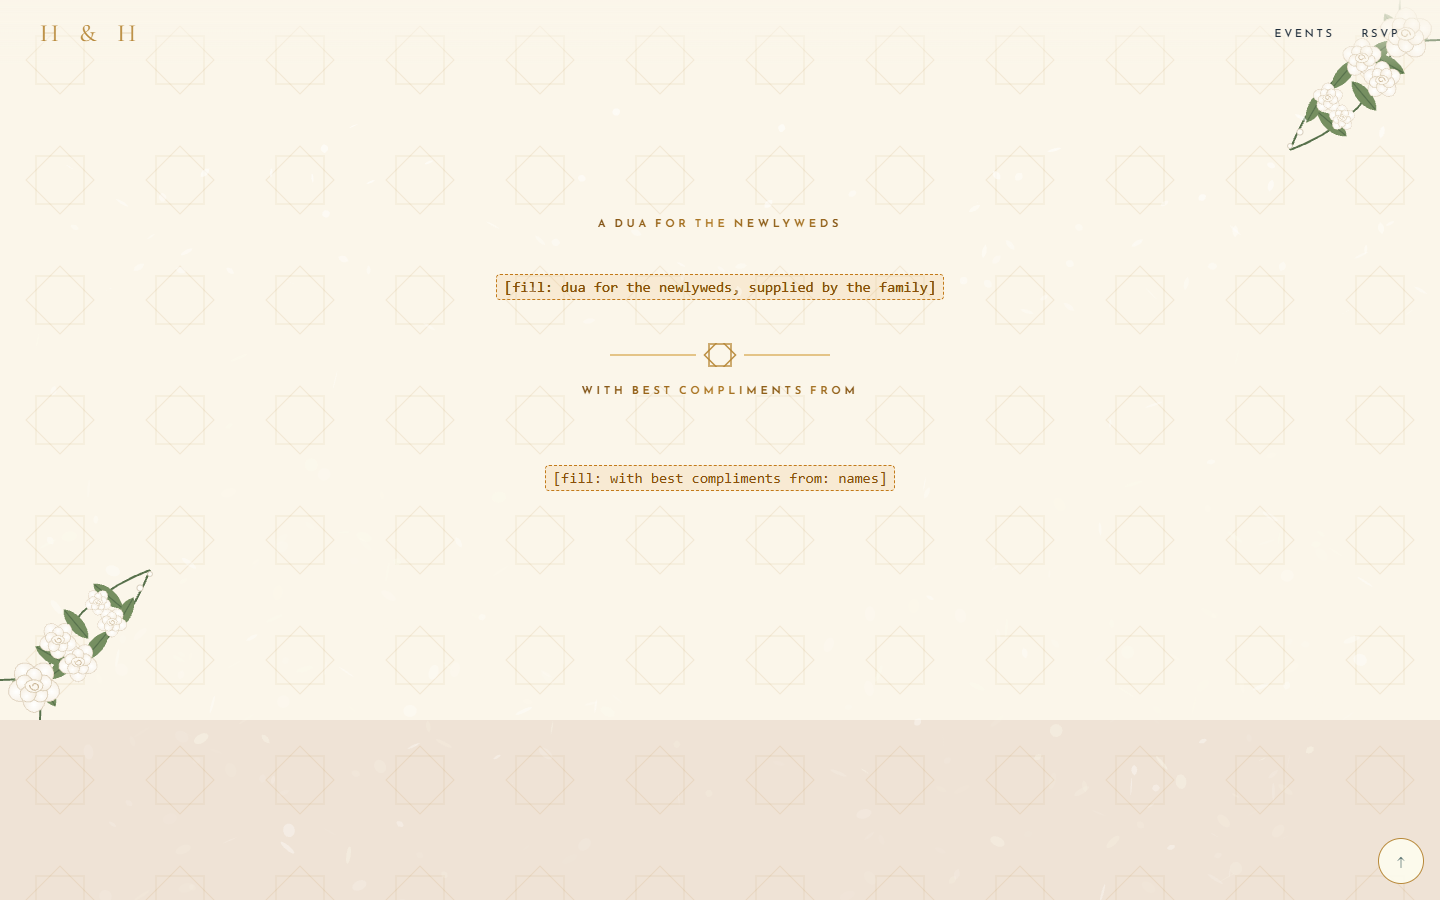 H & H
EVENTS RSVP
A DUA FOR THE NEWLYWEDS
[fill: dua for the newlyweds, supplied by the family]
WITH BEST COMPLIMENTS FROM
[fill: with best compliments from: names]
↑